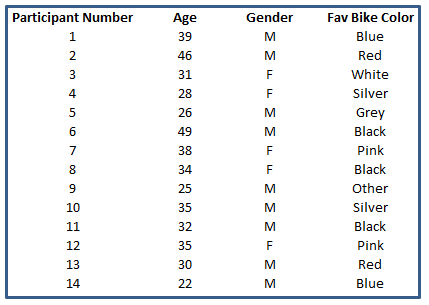 Participant Number Age Gender Fav Bike Color
1 39 M Blue
2 46 M Red
3 31 F White
4 28 F Silver
5 26 M Grey
6 49 M Black
7 38 F Pink
8 34 F Black
9 25 M Other
10 35 M Silver
11 32 M Black
12 35 F Pink
13 30 M Red
14 22 M Blue